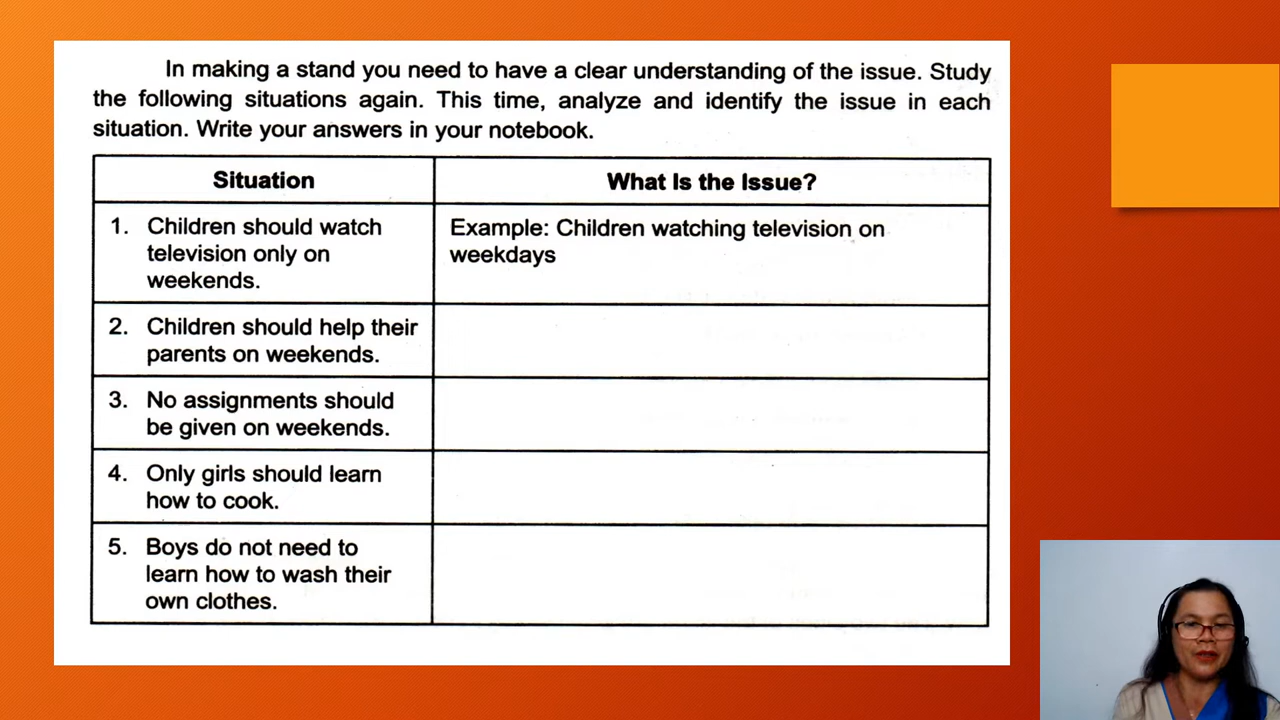 In making a stand you need to have a clear understanding of the issue. Study
the following situations again. This time, analyze and identify the issue in each
situation. Write your answers in your notebook.
Situation
What Is the Issue?
1. Children should watch
television only on
weekends.
Example: Children watching television on
weekdays
2. Children should help their
parents on weekends.
3. No assignments should
be given on weekends.
4. Only girls should learn
how to cook.
5. Boys do not need to
learn how to wash their
own clothes.